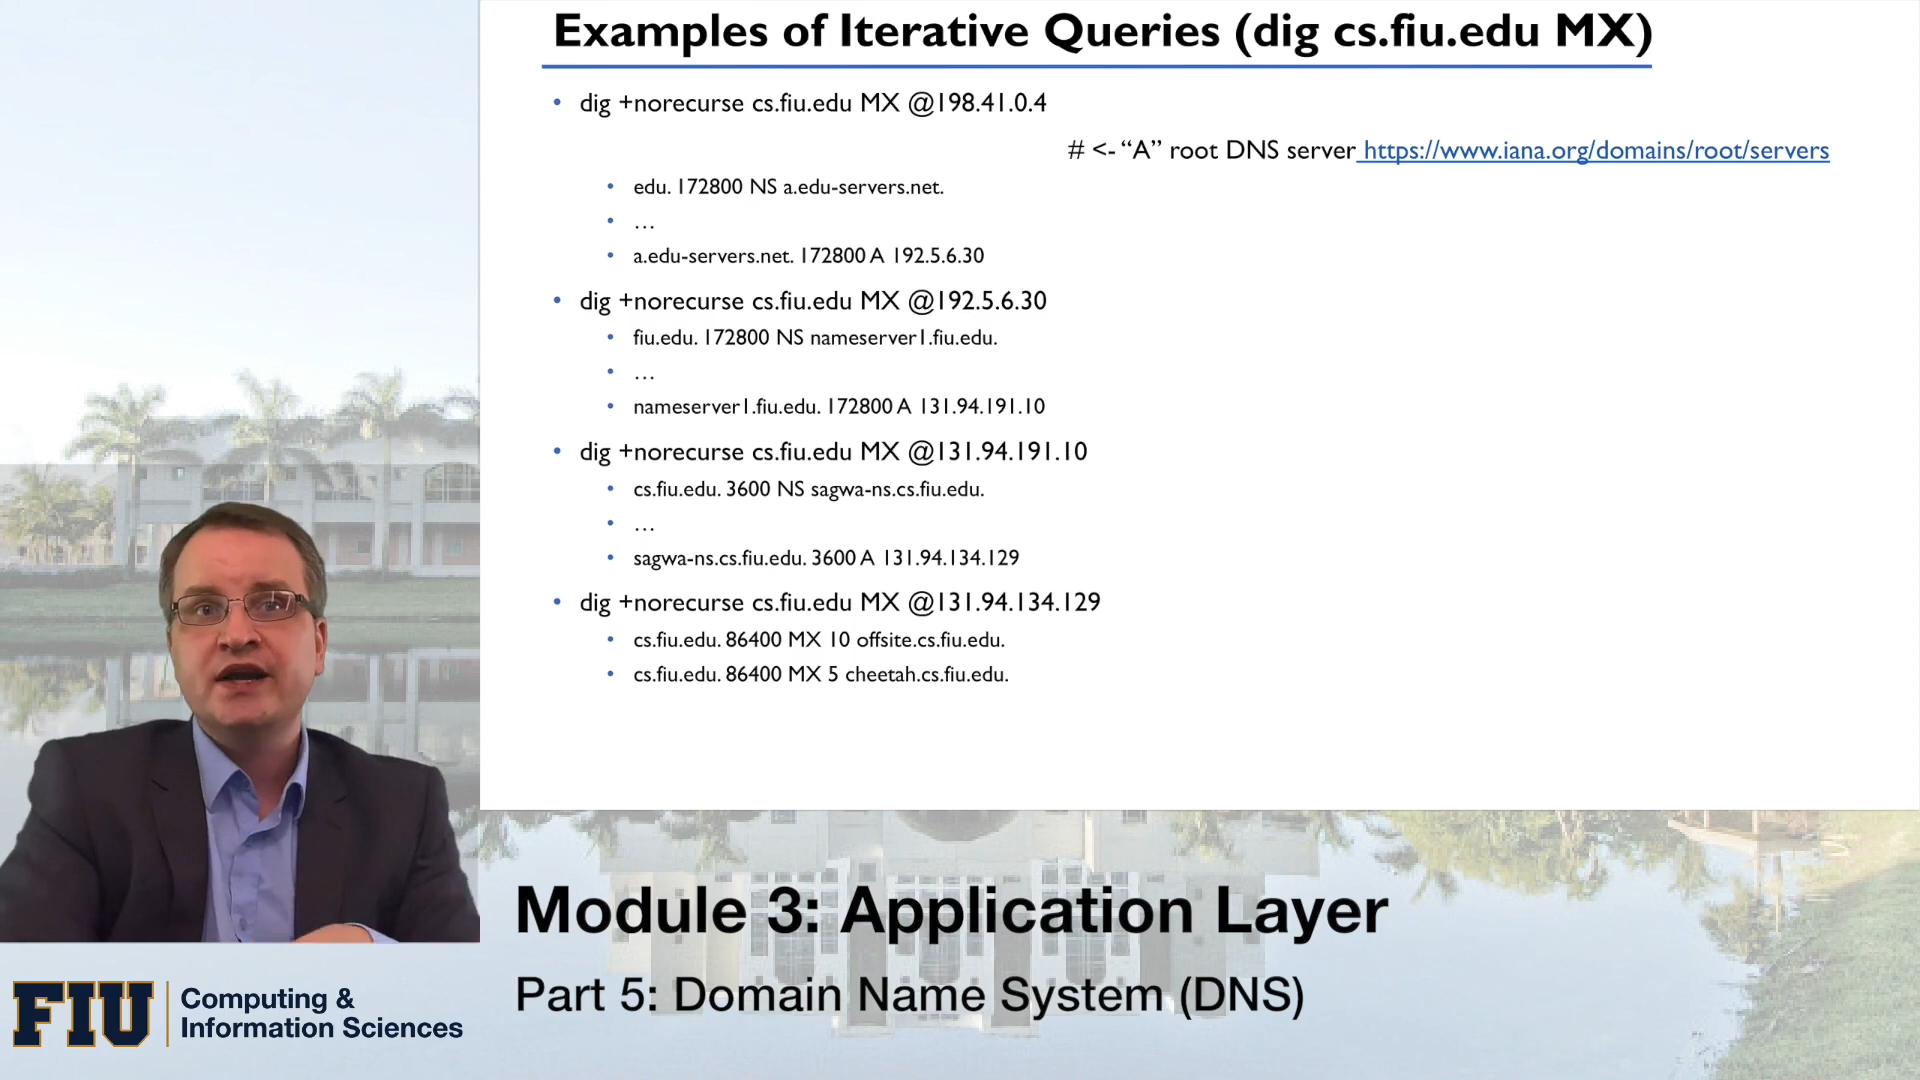 Examples of Iterative Queries (dig cs.fiu.edu MX)
• dig +norecurse cs.fiu.edu MX @198.41.0.4
# <- “A” root DNS server https://www.iana.org/domains/root/servers
• edu. 172800 NS a.edu-servers.net.
• …
• a.edu-servers.net. 172800 A 192.5.6.30
• dig +norecurse cs.fiu.edu MX @192.5.6.30
• fiu.edu. 172800 NS nameserver1.fiu.edu.
• …
• nameserver1.fiu.edu. 172800 A 131.94.191.10
• dig +norecurse cs.fiu.edu MX @131.94.191.10
• cs.fiu.edu. 3600 NS sagwa-ns.cs.fiu.edu.
• …
• sagwa-ns.cs.fiu.edu. 3600 A 131.94.134.129
• dig +norecurse cs.fiu.edu MX @131.94.134.129
• cs.fiu.edu. 86400 MX 10 offsite.cs.fiu.edu.
• cs.fiu.edu. 86400 MX 5 cheetah.cs.fiu.edu.
Module 3: Application Layer
Part 5: Domain Name System (DNS)
FIU Computing &
Information Sciences